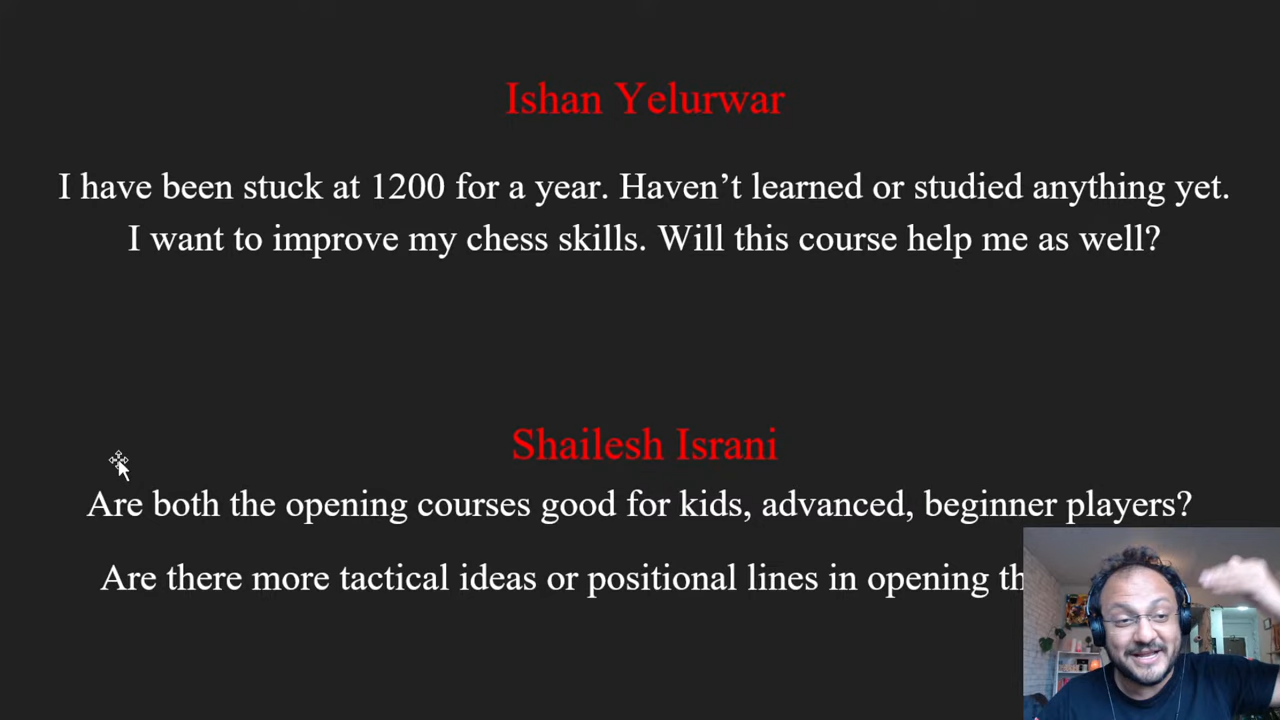 Ishan Yelurwar
I have been stuck at 1200 for a year. Haven’t learned or studied anything yet.
I want to improve my chess skills. Will this course help me as well?
Shailesh Israni
Are both the opening courses good for kids, advanced, beginner players?
Are there more tactical ideas or positional lines in opening